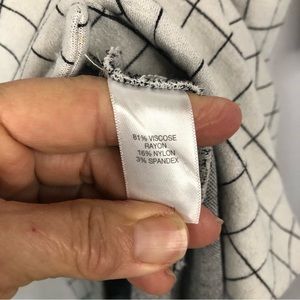 81% VISCOSE
RAYON
16% NYLON
3% SPANDEX